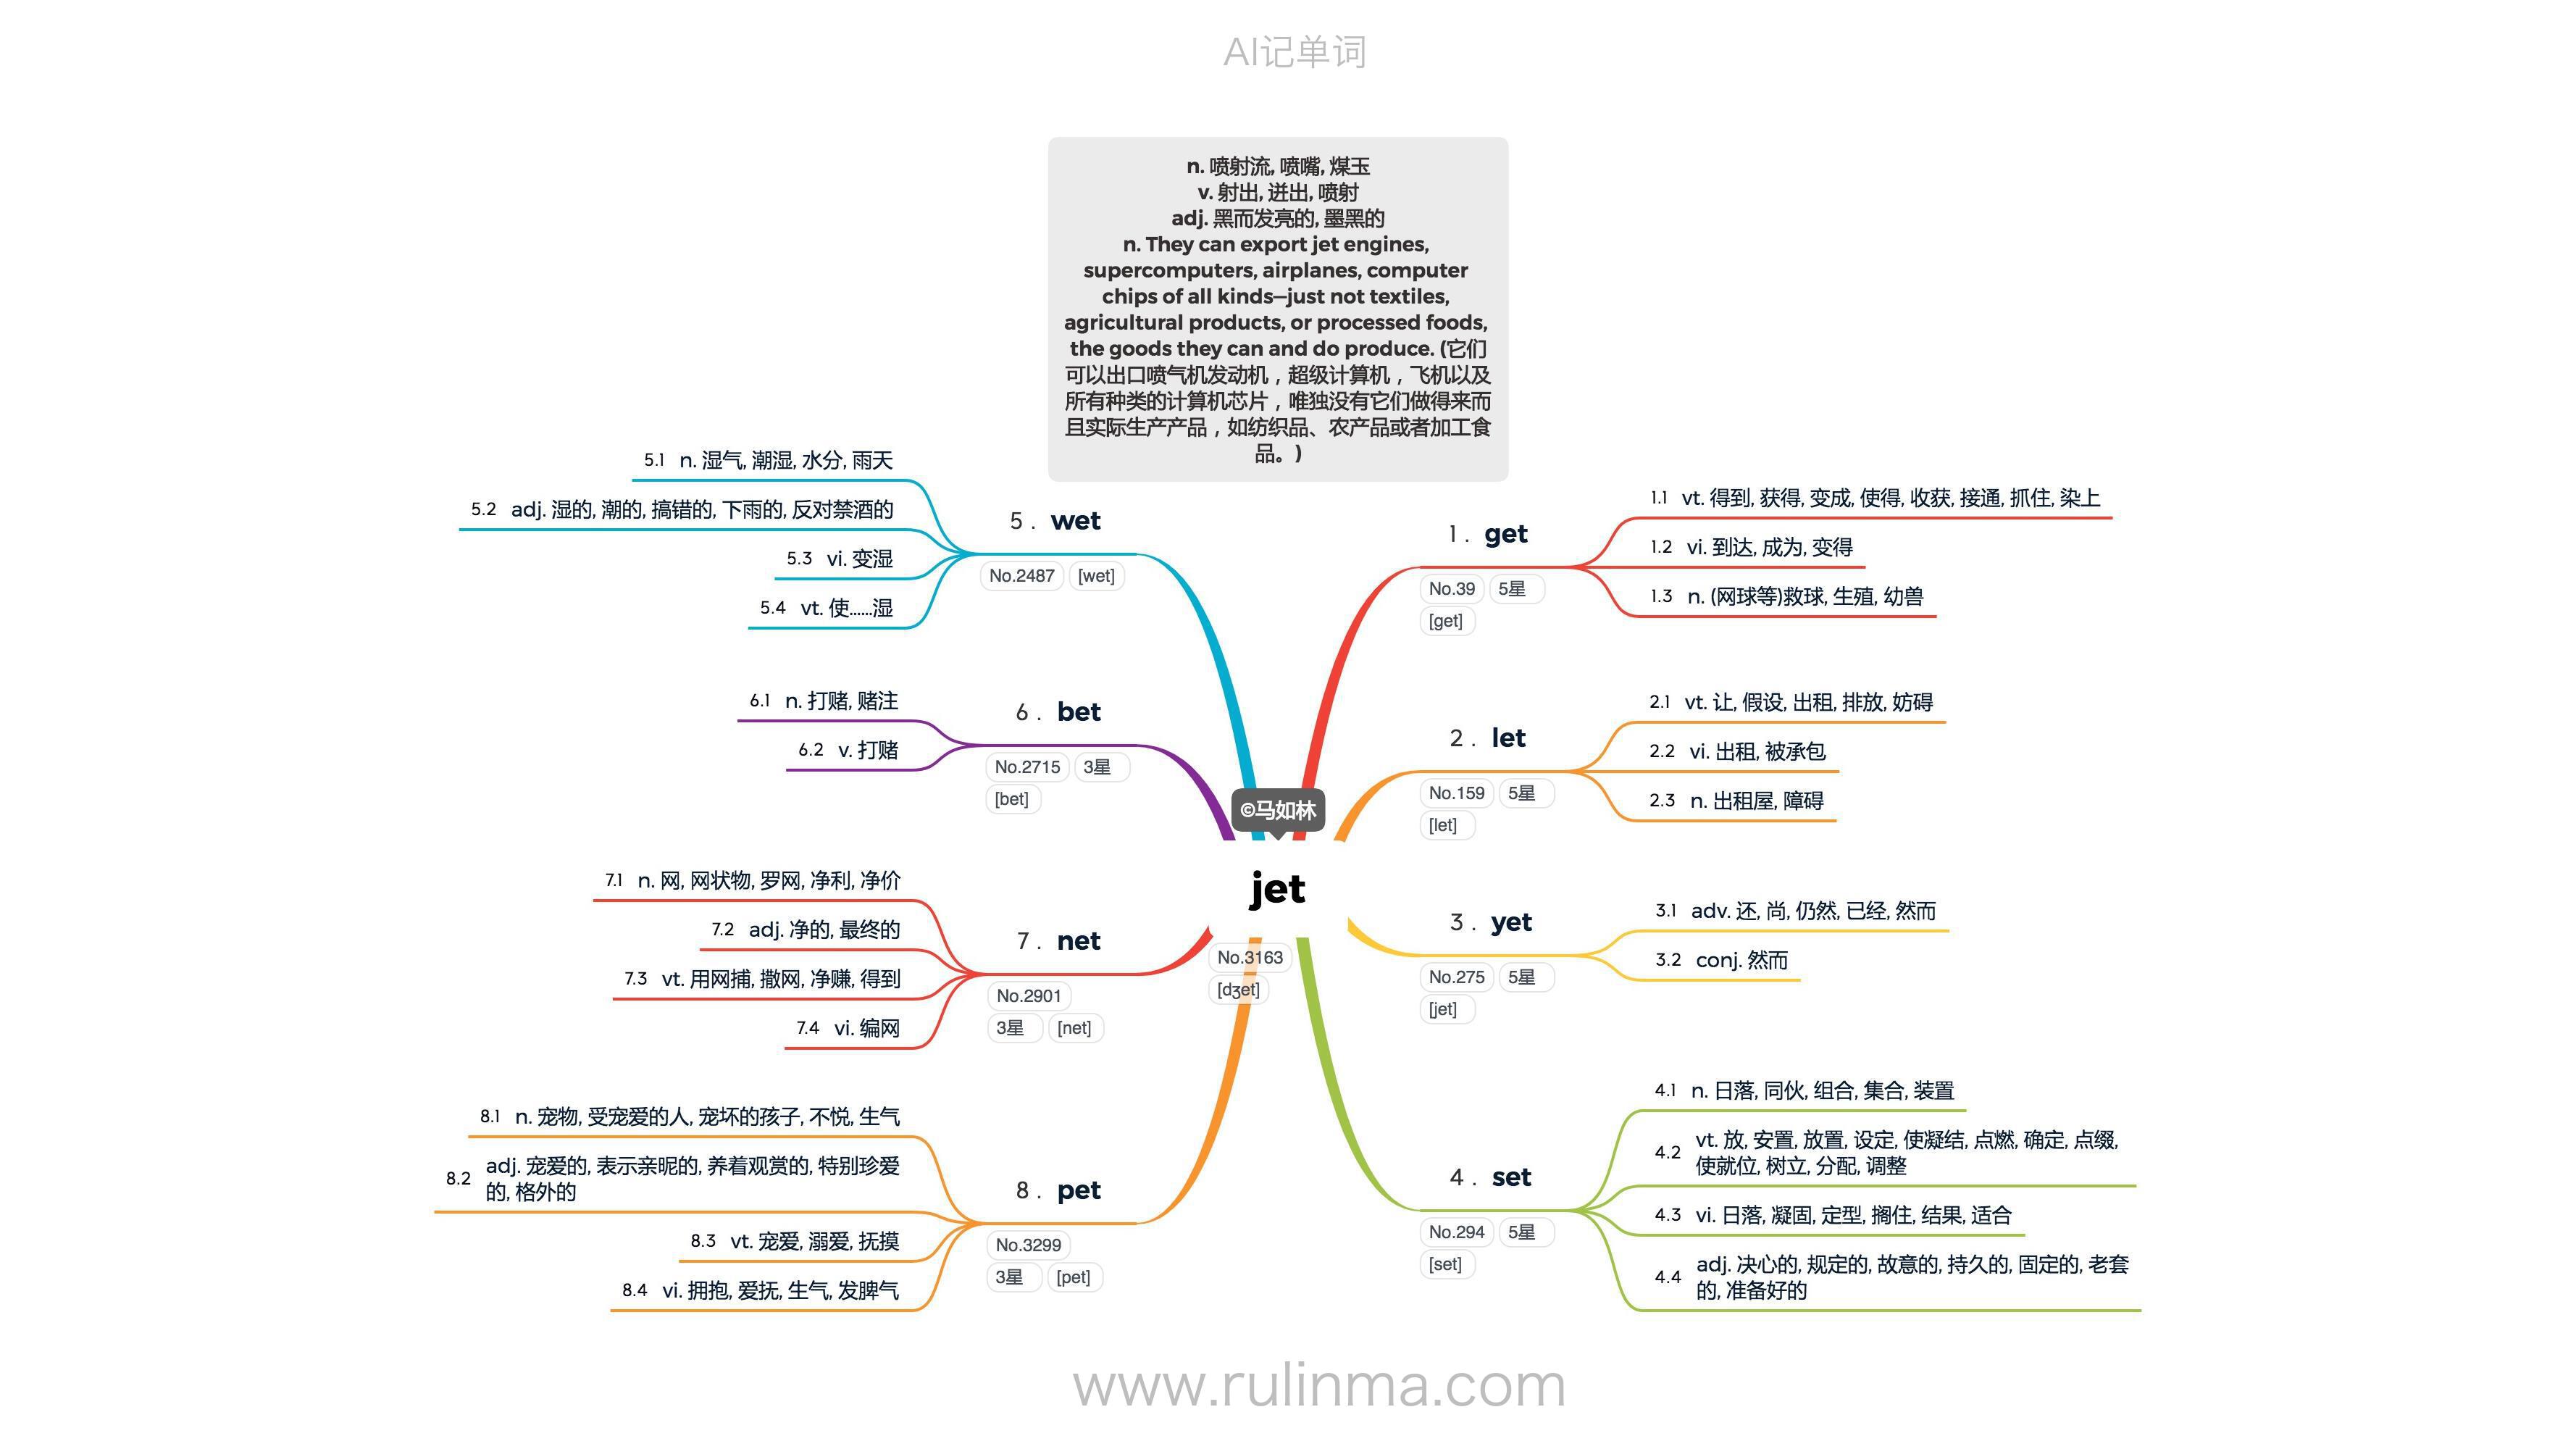 AI记单词
n. 喷射流, 喷嘴, 煤玉
v. 射出, 迸出, 喷射
adj. 黑而发亮的, 墨黑的
n. They can export jet engines,
supercomputers, airplanes, computer
chips of all kinds—just not textiles,
agricultural products, or processed foods,
the goods they can and do produce. (它们
可以出口喷气机发动机，超级计算机，飞机以及
所有种类的计算机芯片，唯独没有它们做得来而
且实际生产产品，如纺织品、农产品或者加工食
品。)
©马如林
jet
No.3163
[dʒet]
1 . get
No.39 5星
[get]
1.1 vt. 得到, 获得, 变成, 使得, 收获, 接通, 抓住, 染上
1.2 vi. 到达, 成为, 变得
1.3 n. (网球等)救球, 生殖, 幼兽
2 . let
No.159 5星
[let]
2.1 vt. 让, 假设, 出租, 排放, 妨碍
2.2 vi. 出租, 被承包
2.3 n. 出租屋, 障碍
3 . yet
No.275 5星
[jet]
3.1 adv. 还, 尚, 仍然, 已经, 然而
3.2 conj. 然而
4 . set
No.294 5星
[set]
4.1 n. 日落, 同伙, 组合, 集合, 装置
4.2 vt. 放, 安置, 放置, 设定, 使凝结, 点燃, 确定, 点缀,
使就位, 树立, 分配, 调整
4.3 vi. 日落, 凝固, 定型, 搁住, 结果, 适合
4.4 adj. 决心的, 规定的, 故意的, 持久的, 固定的, 老套
的, 准备好的
5 . wet
No.2487 [wet]
5.1 n. 湿气, 潮湿, 水分, 雨天
5.2 adj. 湿的, 潮的, 搞错的, 下雨的, 反对禁酒的
5.3 vi. 变湿
5.4 vt. 使......湿
6 . bet
No.2715 3星
[bet]
6.1 n. 打赌, 赌注
6.2 v. 打赌
7 . net
No.2901
3星 [net]
7.1 n. 网, 网状物, 罗网, 净利, 净价
7.2 adj. 净的, 最终的
7.3 vt. 用网捕, 撒网, 净赚, 得到
7.4 vi. 编网
8 . pet
No.3299
3星 [pet]
8.1 n. 宠物, 受宠爱的人, 宠坏的孩子, 不悦, 生气
8.2 adj. 宠爱的, 表示亲昵的, 养着观赏的, 特别珍爱
的, 格外的
8.3 vt. 宠爱, 溺爱, 抚摸
8.4 vi. 拥抱, 爱抚, 生气, 发脾气
www.rulinma.com